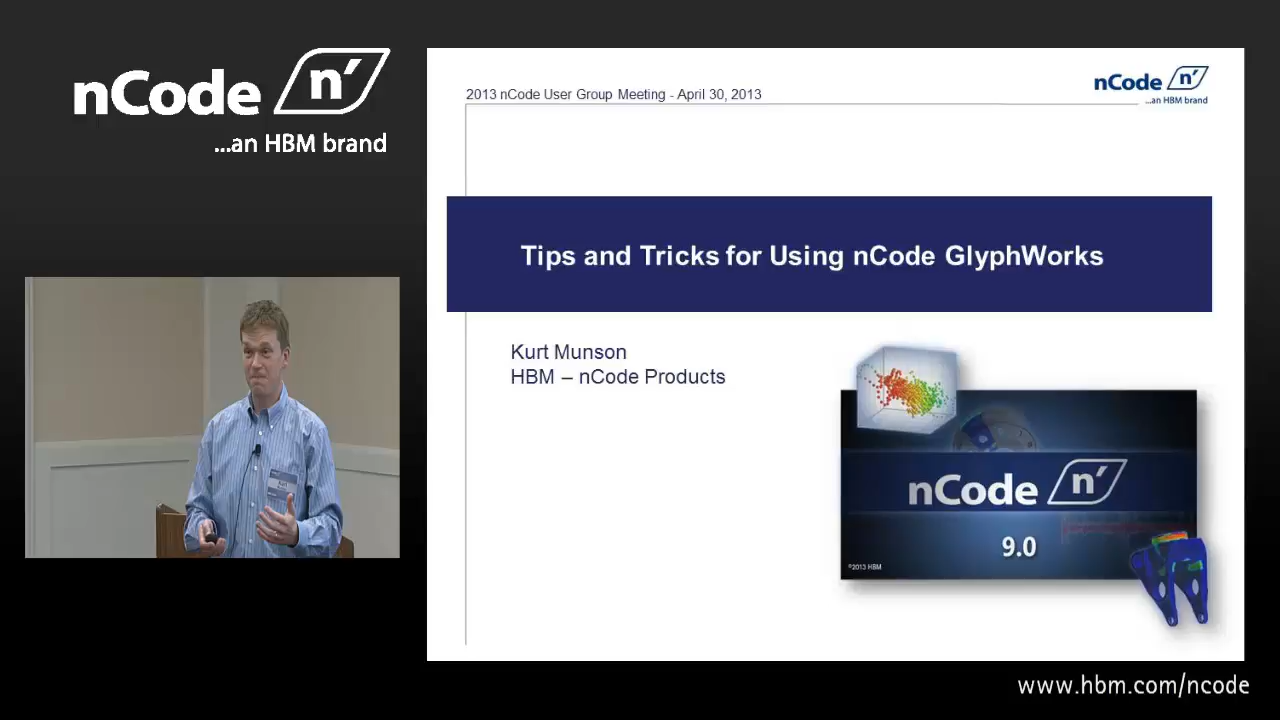 nCode n'
...an HBM brand
2013 nCode User Group Meeting - April 30, 2013
nCode n'
...an HBM brand
Tips and Tricks for Using nCode GlyphWorks
Kurt Munson
HBM – nCode Products
nCode n'
9.0
©2013 HBM
www.hbm.com/ncode